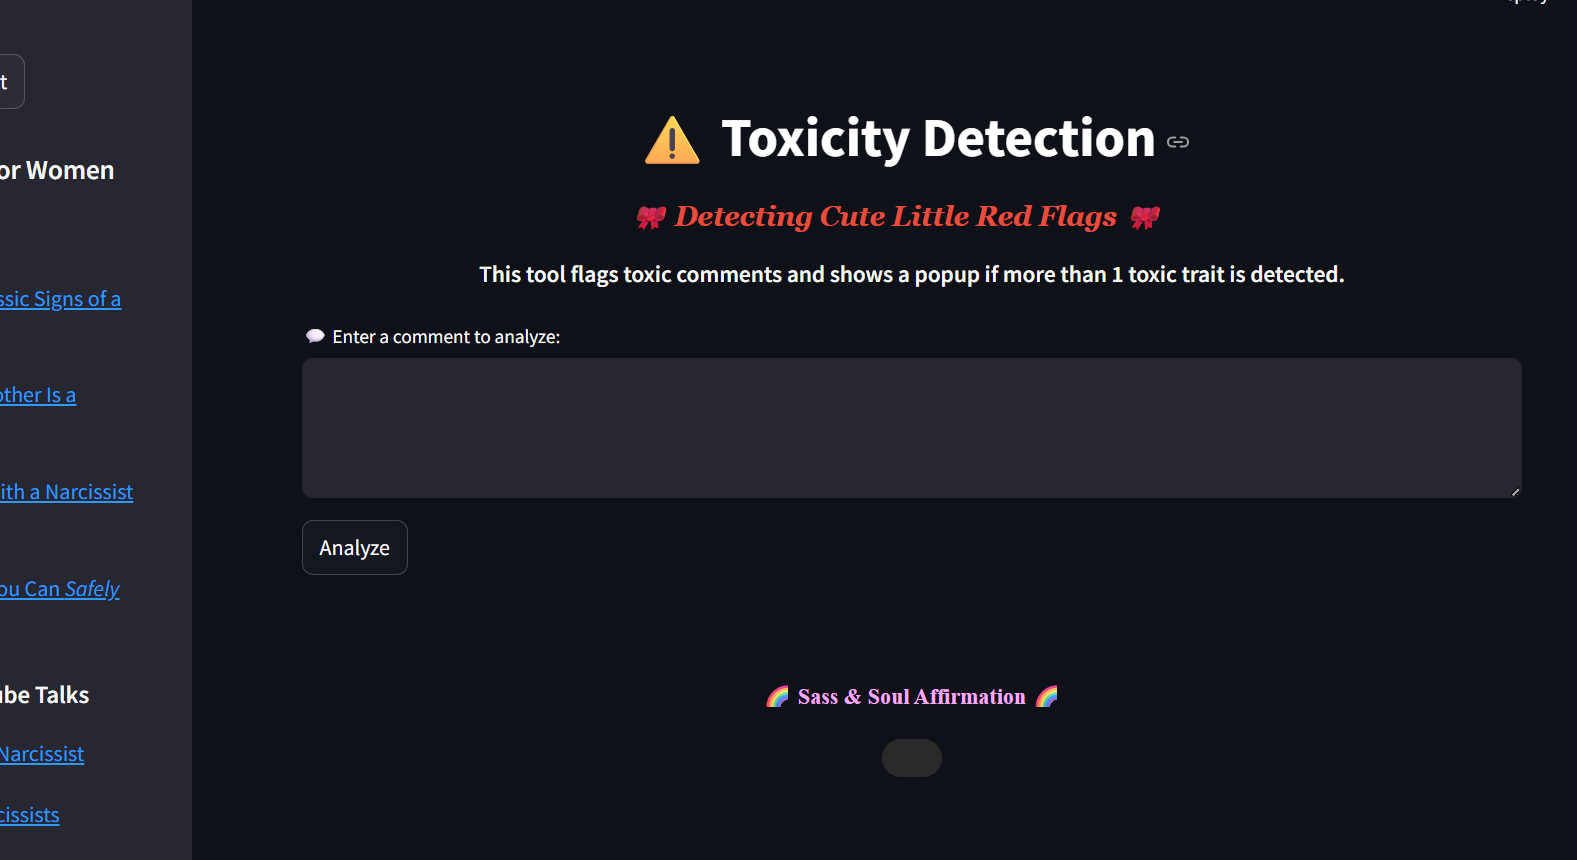 t
or Women
ssic Signs of a
other Is a
ith a Narcissist
ou Can Safely
ube Talks
Narcissist
cissists
⚠️ Toxicity Detection
🎀 Detecting Cute Little Red Flags 🎀
This tool flags toxic comments and shows a popup if more than 1 toxic trait is detected.
💬 Enter a comment to analyze:
Analyze
🌈 Sass & Soul Affirmation 🌈